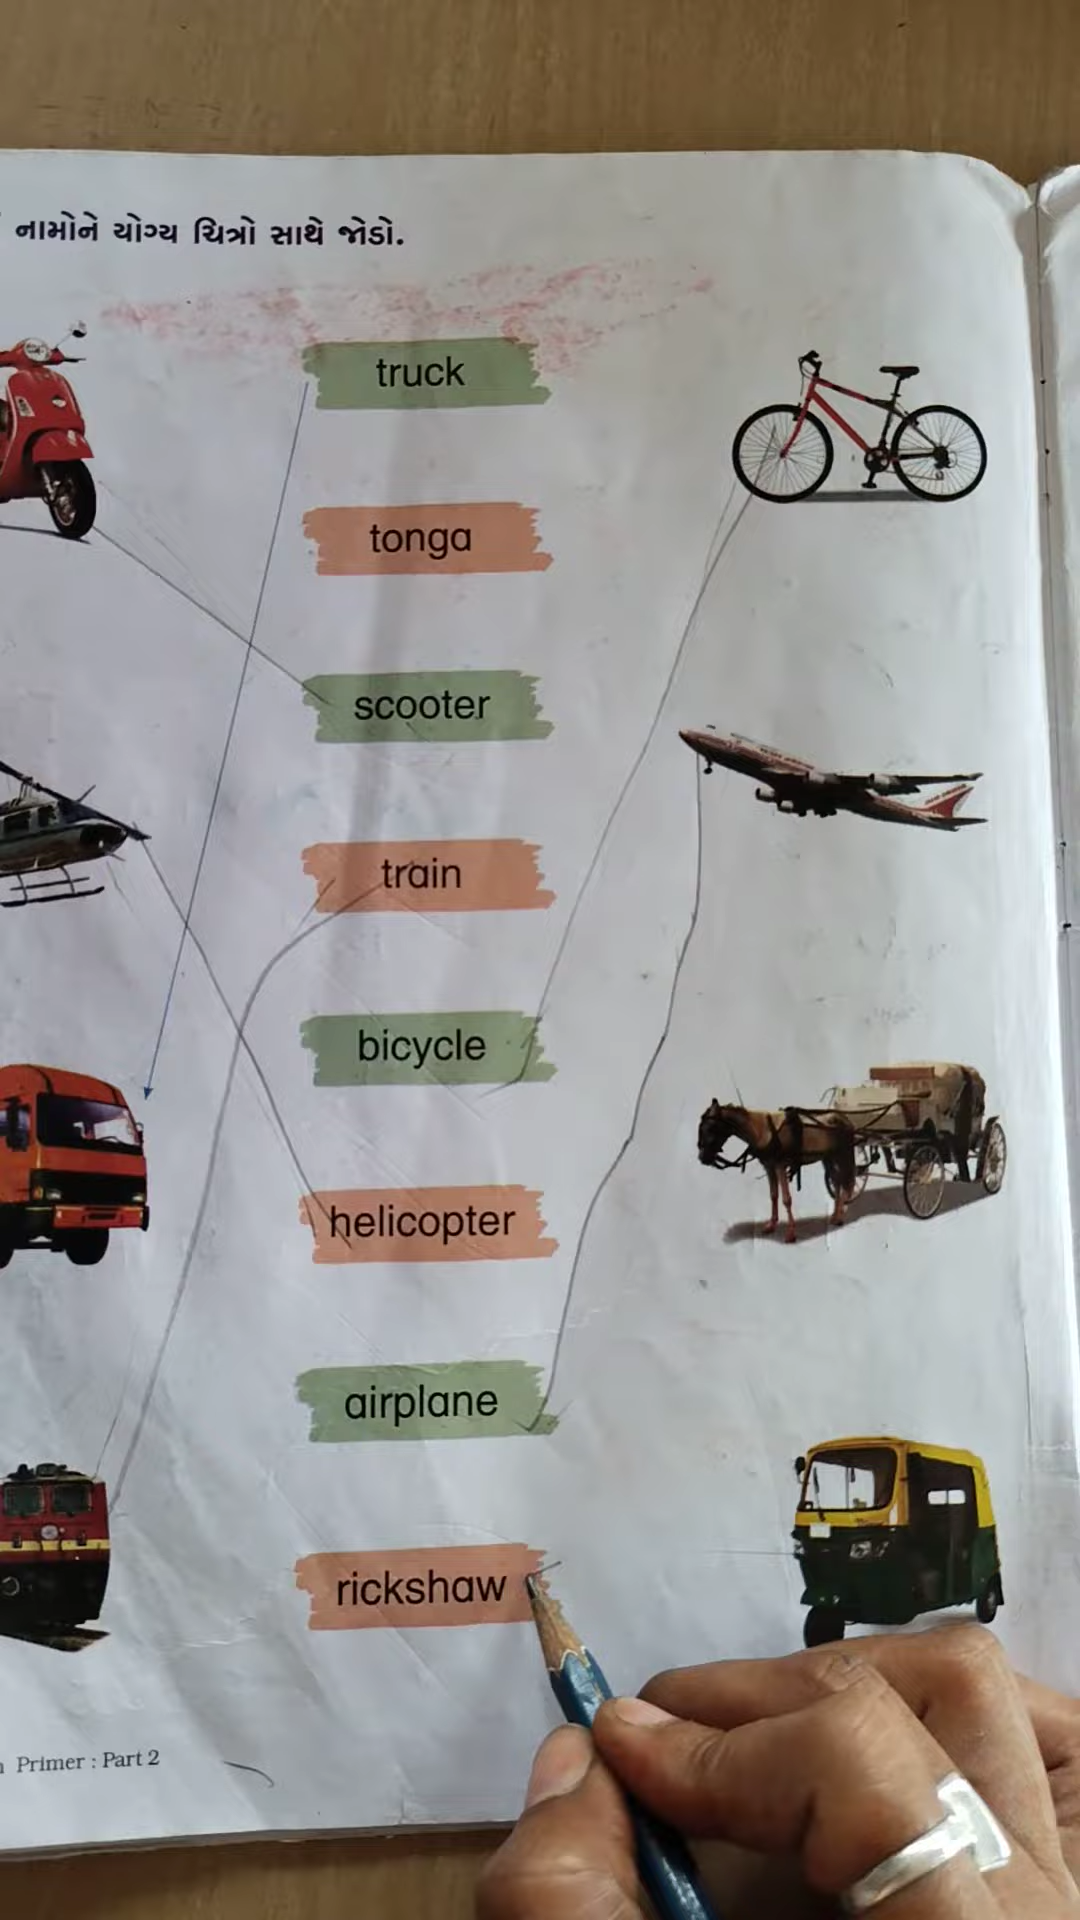 નામોને યોગ્ય ચિત્રો સાથે જોડો.
truck
tonga
scooter
train
bicycle
helicopter
airplane
rickshaw
Primer : Part 2